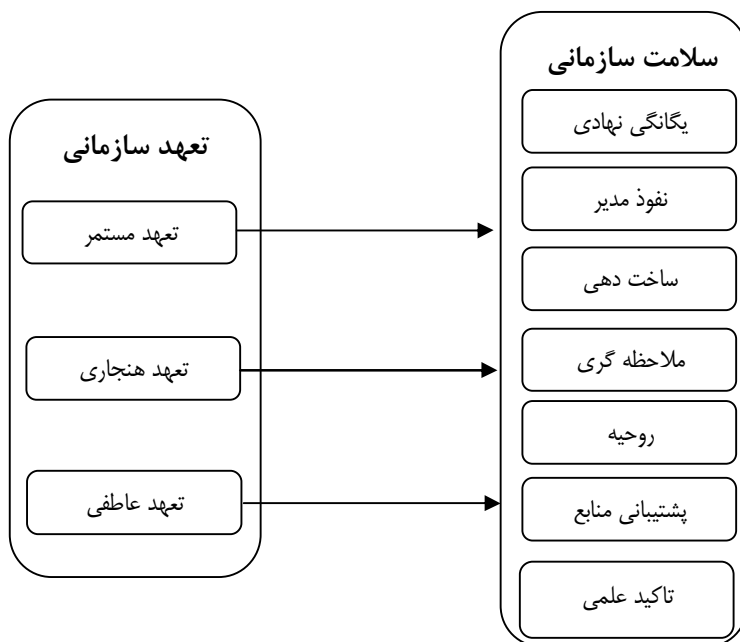 سلامت سازمانی
یگانگی نهادی
نفوذ مدیر
ساخت دهی
ملاحظه گری
روحیه
پشتیبانی منابع
تاکید علمی
تعهد سازمانی
تعهد مستمر
تعهد هنجاری
تعهد عاطفی